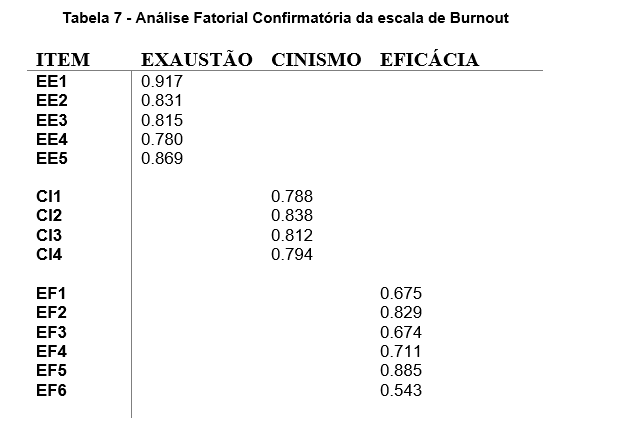 Tabela 7 - Análise Fatorial Confirmatória da escala de Burnout
ITEM EXAUSTÃO CINISMO EFICÁCIA
EE1 0.917
EE2 0.831
EE3 0.815
EE4 0.780
EE5 0.869
CI1 0.788
CI2 0.838
CI3 0.812
CI4 0.794
EF1 0.675
EF2 0.829
EF3 0.674
EF4 0.711
EF5 0.885
EF6 0.543